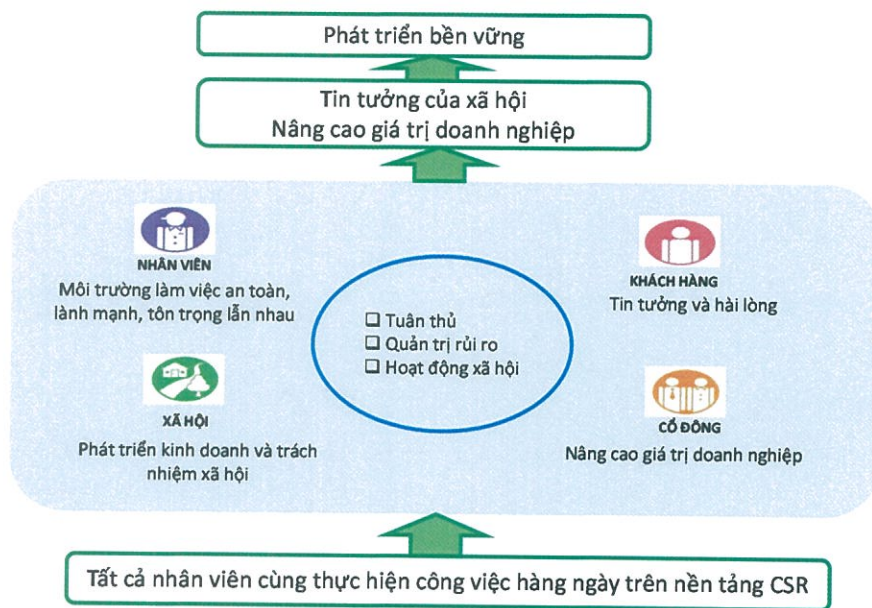 Phát triển bền vững
Tin tưởng của xã hội
Nâng cao giá trị doanh nghiệp
NHÂN VIÊN
Môi trường làm việc an toàn,
lành mạnh, tôn trọng lẫn nhau
KHÁCH HÀNG
Tin tưởng và hài lòng
❑ Tuân thủ
❑ Quản trị rủi ro
❑ Hoạt động xã hội
XÃ HỘI
Phát triển kinh doanh và trách
nhiệm xã hội
CỔ ĐÔNG
Nâng cao giá trị doanh nghiệp
Tất cả nhân viên cùng thực hiện công việc hàng ngày trên nền tảng CSR